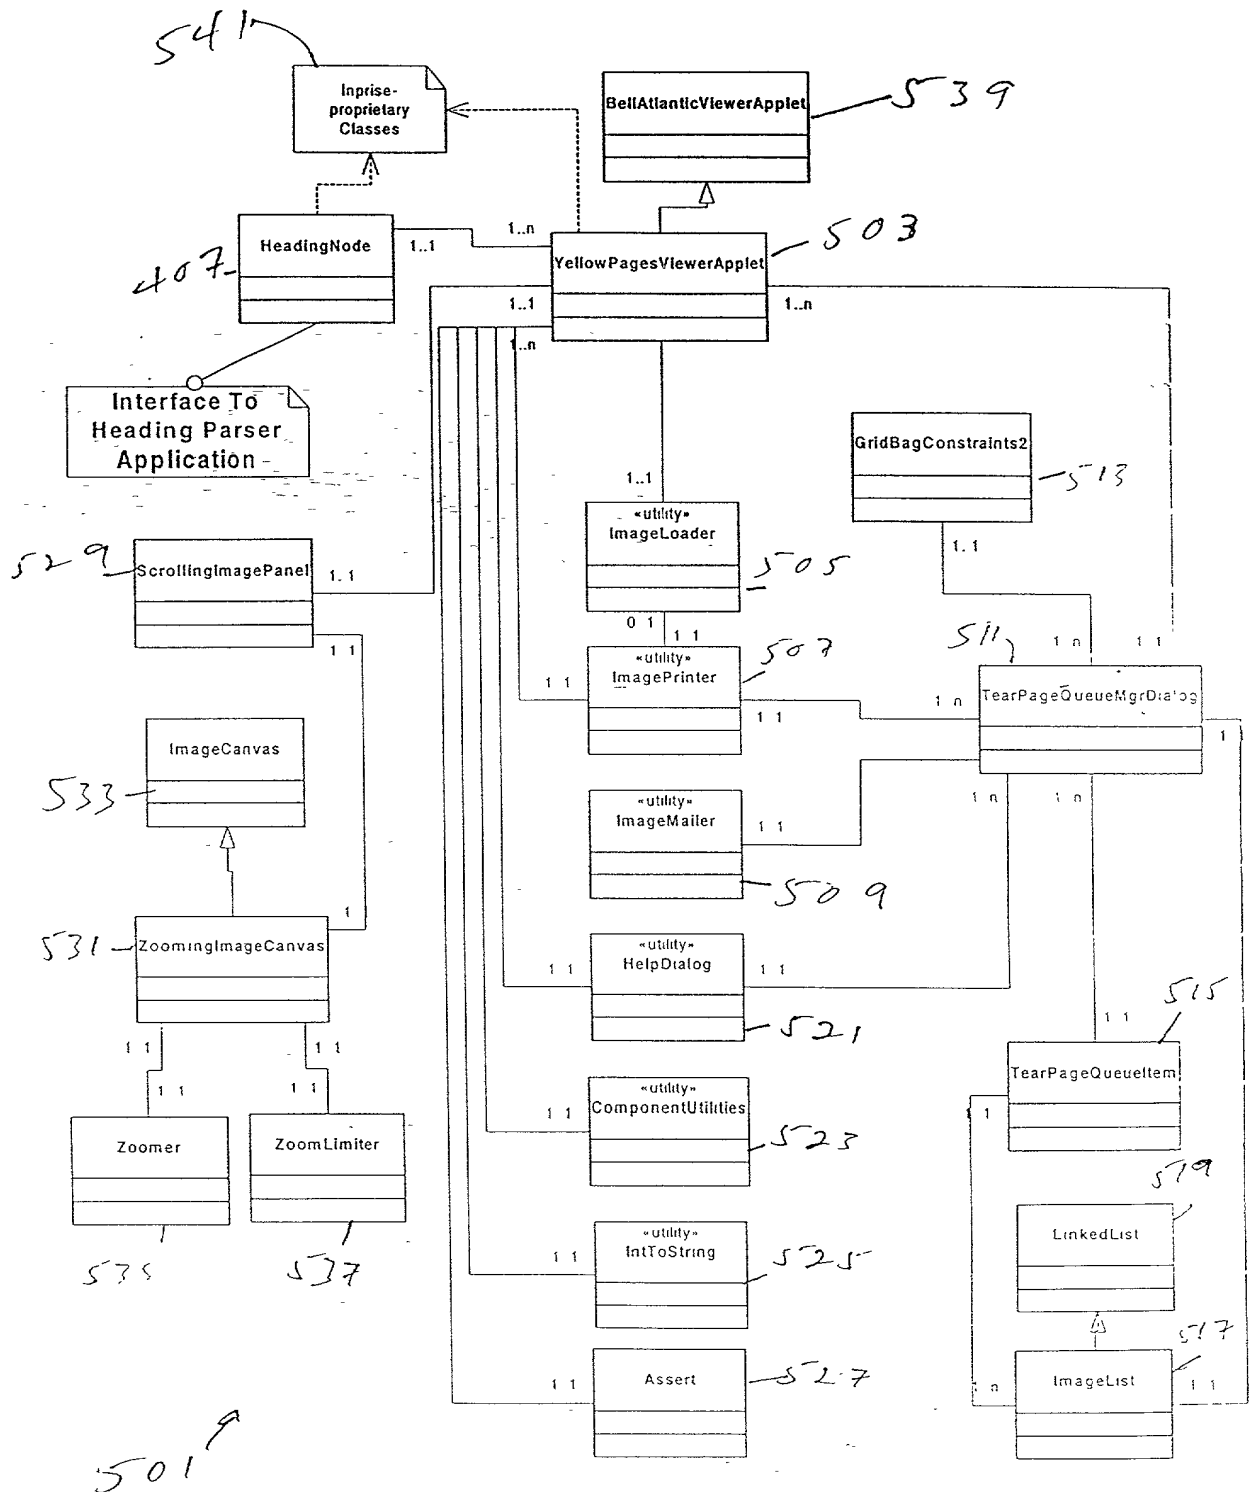 541
Inprise-
proprietary
Classes
BellAtlanticViewerApplet
539
HeadingNode
407
1..1
1..n
YellowPagesViewerApplet
503
1..1
1..n
1..n
Interface To
Heading Parser
Application
GridBagConstraints2
513
1..1
1..1
«utility»
ImageLoader
505
529
ScrollingImagePanel
1..1
1 1
0 1
1 1
«utility»
ImagePrinter
507
1 1
1 1
511
1 n
1 1
TearPageQueueMgrDialog
1 n
1
1 n
1 n
ImageCanvas
533
«utility»
ImageMailer
1 1
509
531
ZoomingImageCanvas
1
1 1
1 1
1 1
1 1
«utility»
HelpDialog
1 1
1 1
521
515
1 1
TearPageQueueItem
1
Zoomer
535
ZoomLimiter
537
«utility»
ComponentUtilities
1 1
523
519
LinkedList
«utility»
IntToString
1 1
525
517
ImageList
1 n
1 1
Assert
1 1
527
501